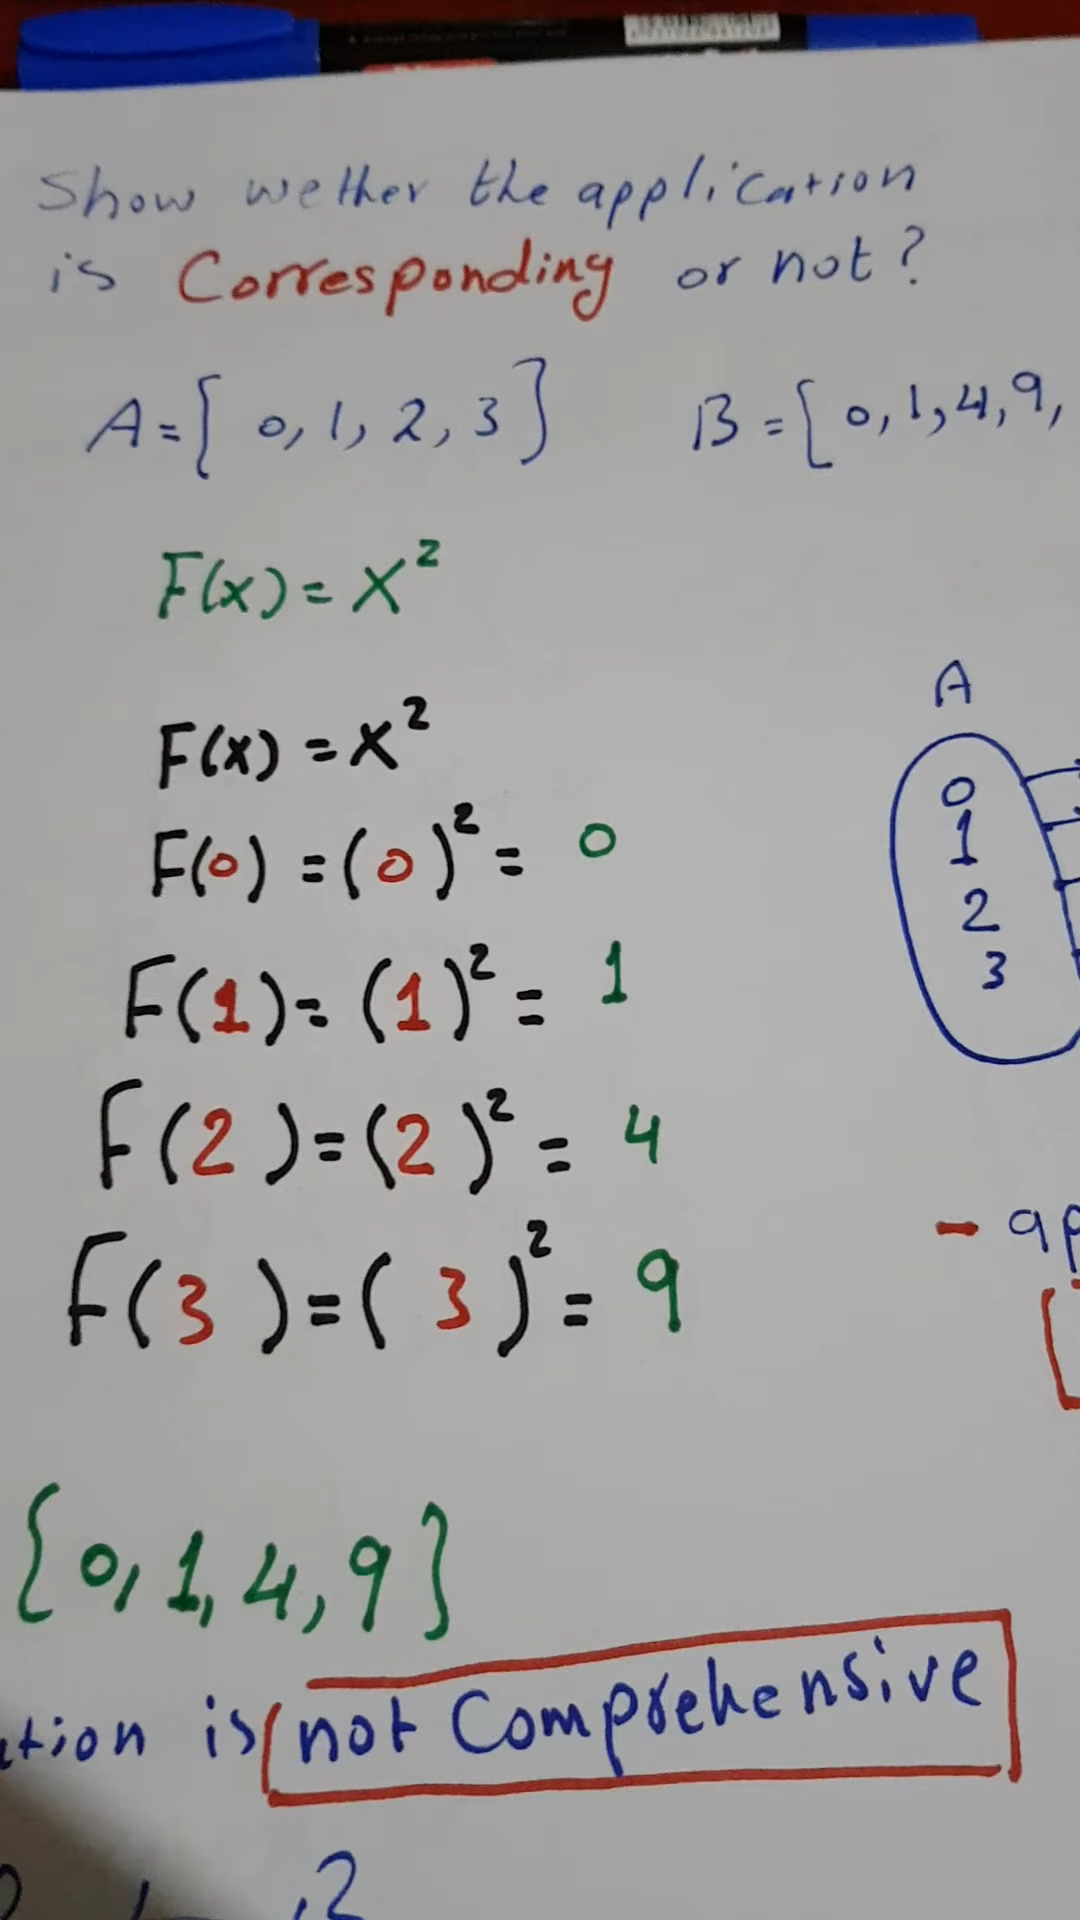 Show wether the application
is Corresponding or not?
A={ 0, 1, 2, 3 } B={ 0, 1, 4, 9,
F(x) = x²
F(x) = x²
F(0) = (0)² = 0
F(1) = (1)² = 1
F(2) = (2)² = 4
F(3) = (3)² = 9
A
0
1
2
3
- ap
{0, 1, 4, 9}
ation is not Comprehensive